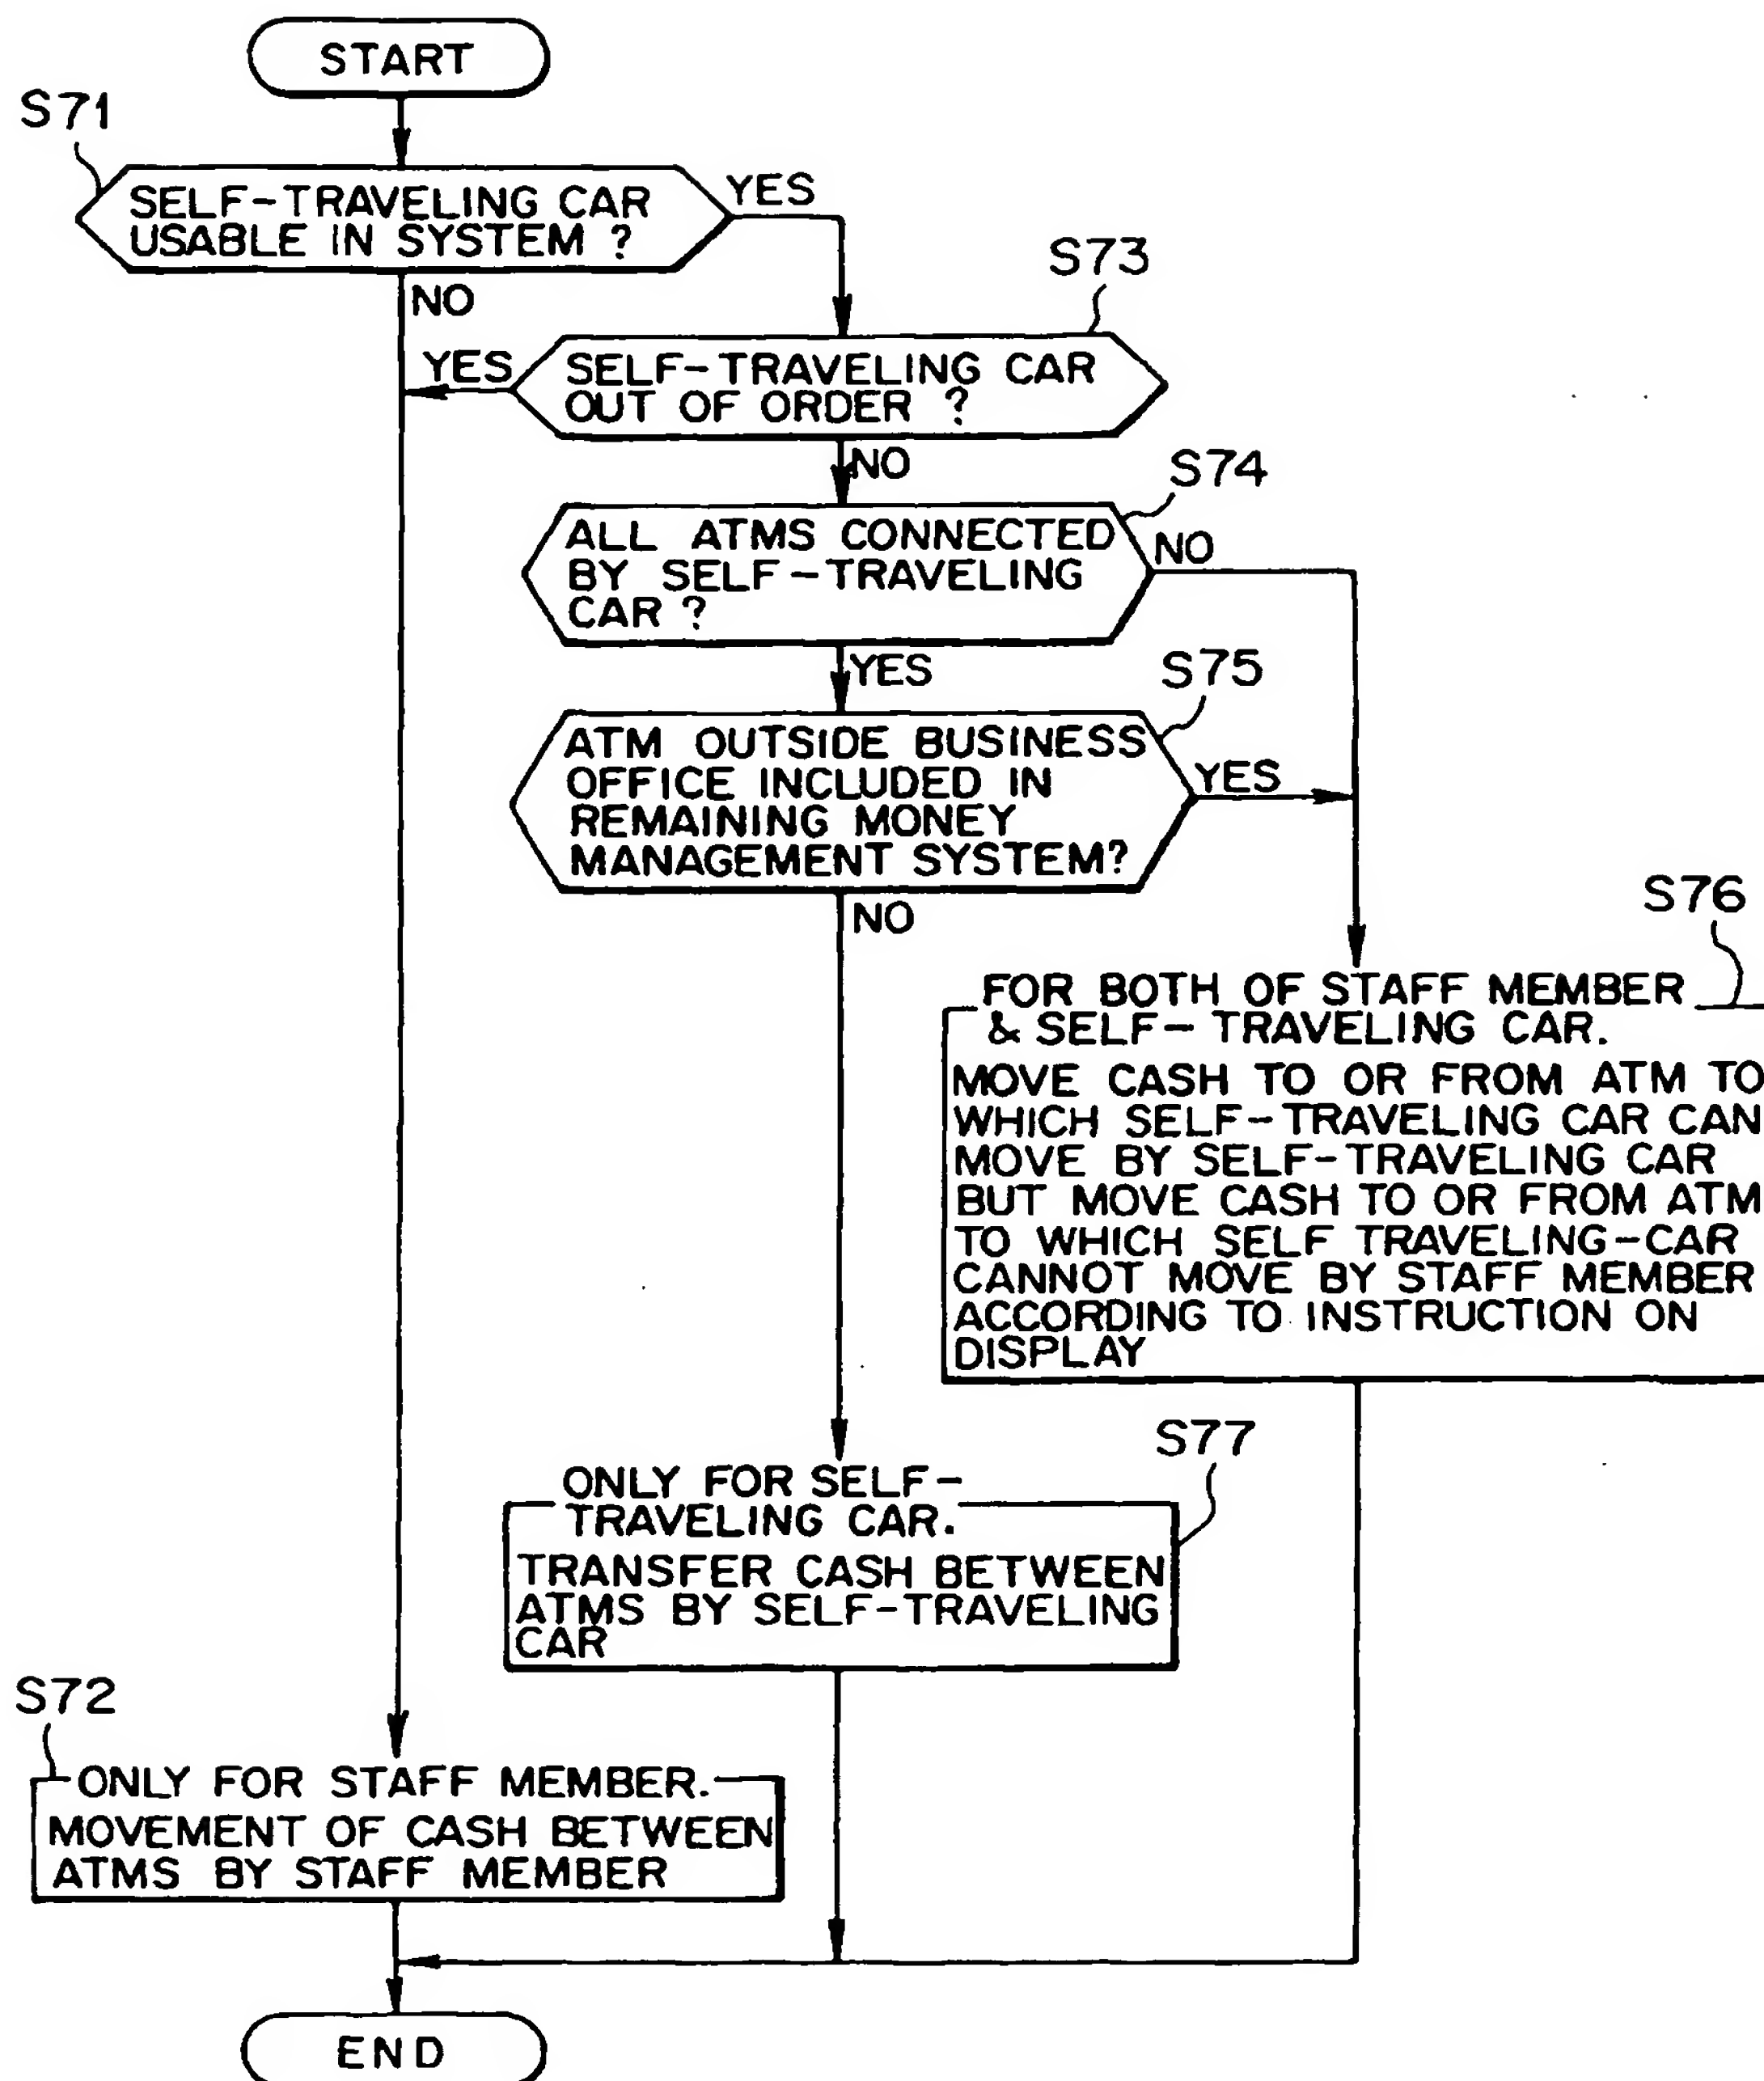 START
S71
SELF-TRAVELING CAR
USABLE IN SYSTEM ?
YES
NO
S73
SELF-TRAVELING CAR
OUT OF ORDER ?
YES
NO
S74
ALL ATMS CONNECTED
BY SELF-TRAVELING
CAR ?
NO
YES
S75
ATM OUTSIDE BUSINESS
OFFICE INCLUDED IN
REMAINING MONEY
MANAGEMENT SYSTEM?
YES
NO
S76
FOR BOTH OF STAFF MEMBER
& SELF-TRAVELING CAR.
MOVE CASH TO OR FROM ATM TO
WHICH SELF-TRAVELING CAR CAN
MOVE BY SELF-TRAVELING CAR
BUT MOVE CASH TO OR FROM ATM
TO WHICH SELF TRAVELING-CAR
CANNOT MOVE BY STAFF MEMBER
ACCORDING TO INSTRUCTION ON
DISPLAY
S77
ONLY FOR SELF-
TRAVELING CAR.
TRANSFER CASH BETWEEN
ATMS BY SELF-TRAVELING
CAR
S72
ONLY FOR STAFF MEMBER.
MOVEMENT OF CASH BETWEEN
ATMS BY STAFF MEMBER
END